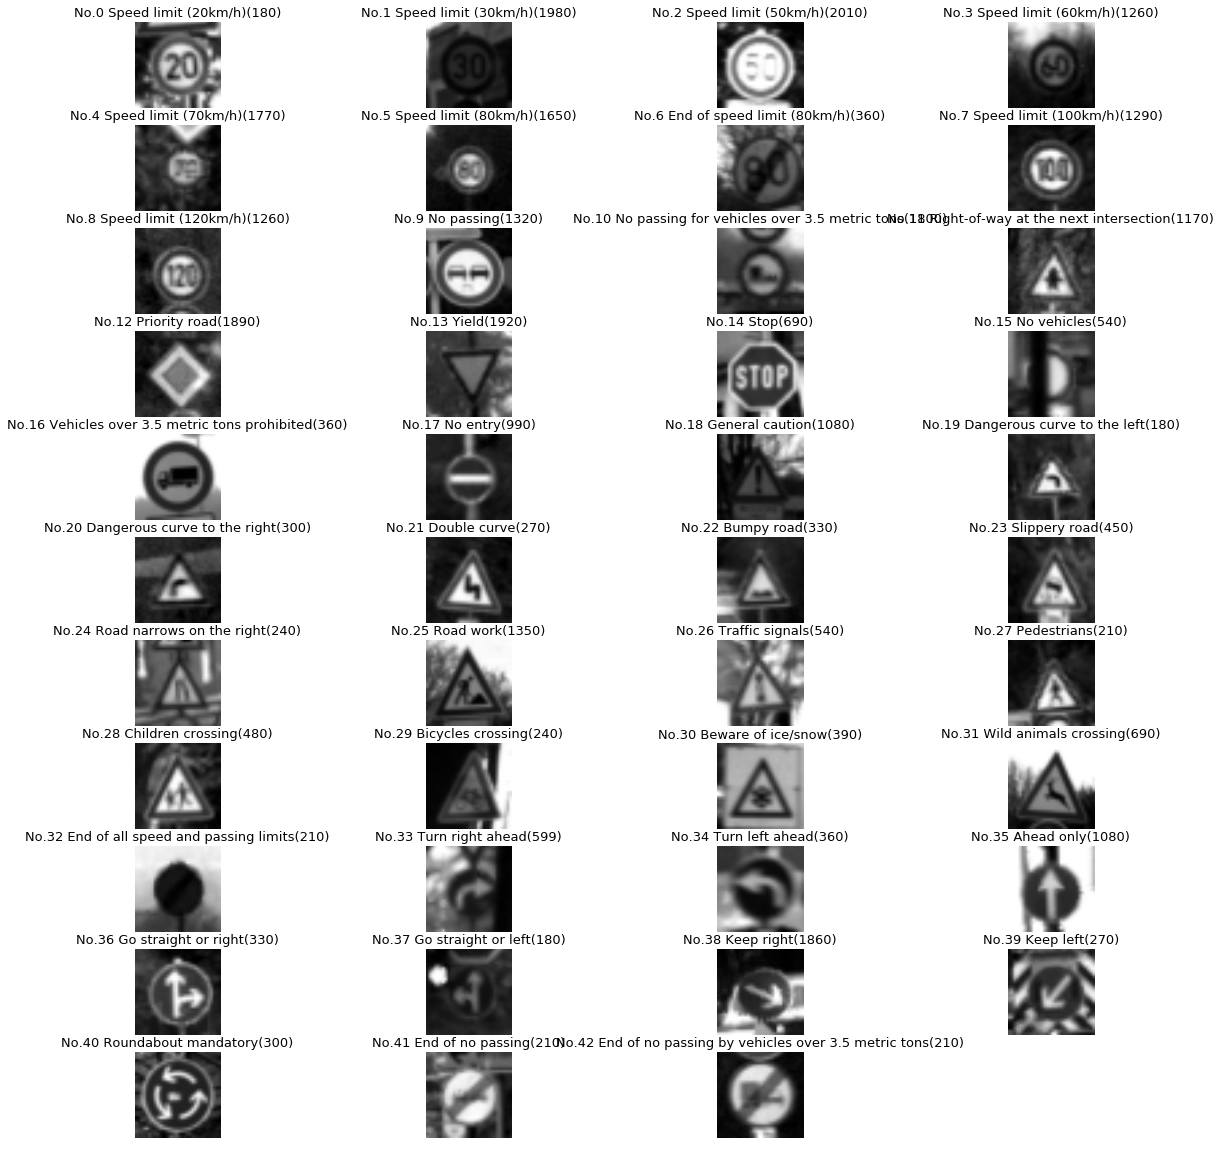 No.0 Speed limit (20km/h)(180) No.1 Speed limit (30km/h)(1980) No.2 Speed limit (50km/h)(2010) No.3 Speed limit (60km/h)(1260)
20 30 50 60
No.4 Speed limit (70km/h)(1770) No.5 Speed limit (80km/h)(1650) No.6 End of speed limit (80km/h)(360) No.7 Speed limit (100km/h)(1290)
70 80 80 100
No.8 Speed limit (120km/h)(1260) No.9 No passing(1320) No.10 No passing for vehicles over 3.5 metric tons(1800) No.11 Right-of-way at the next intersection(1170)
120
No.12 Priority road(1890) No.13 Yield(1920) No.14 Stop(690) No.15 No vehicles(540)
STOP
No.16 Vehicles over 3.5 metric tons prohibited(360) No.17 No entry(990) No.18 General caution(1080) No.19 Dangerous curve to the left(180)
No.20 Dangerous curve to the right(300) No.21 Double curve(270) No.22 Bumpy road(330) No.23 Slippery road(450)
No.24 Road narrows on the right(240) No.25 Road work(1350) No.26 Traffic signals(540) No.27 Pedestrians(210)
No.28 Children crossing(480) No.29 Bicycles crossing(240) No.30 Beware of ice/snow(390) No.31 Wild animals crossing(690)
No.32 End of all speed and passing limits(210) No.33 Turn right ahead(599) No.34 Turn left ahead(360) No.35 Ahead only(1080)
No.36 Go straight or right(330) No.37 Go straight or left(180) No.38 Keep right(1860) No.39 Keep left(270)
No.40 Roundabout mandatory(300) No.41 End of no passing(210) No.42 End of no passing by vehicles over 3.5 metric tons(210)